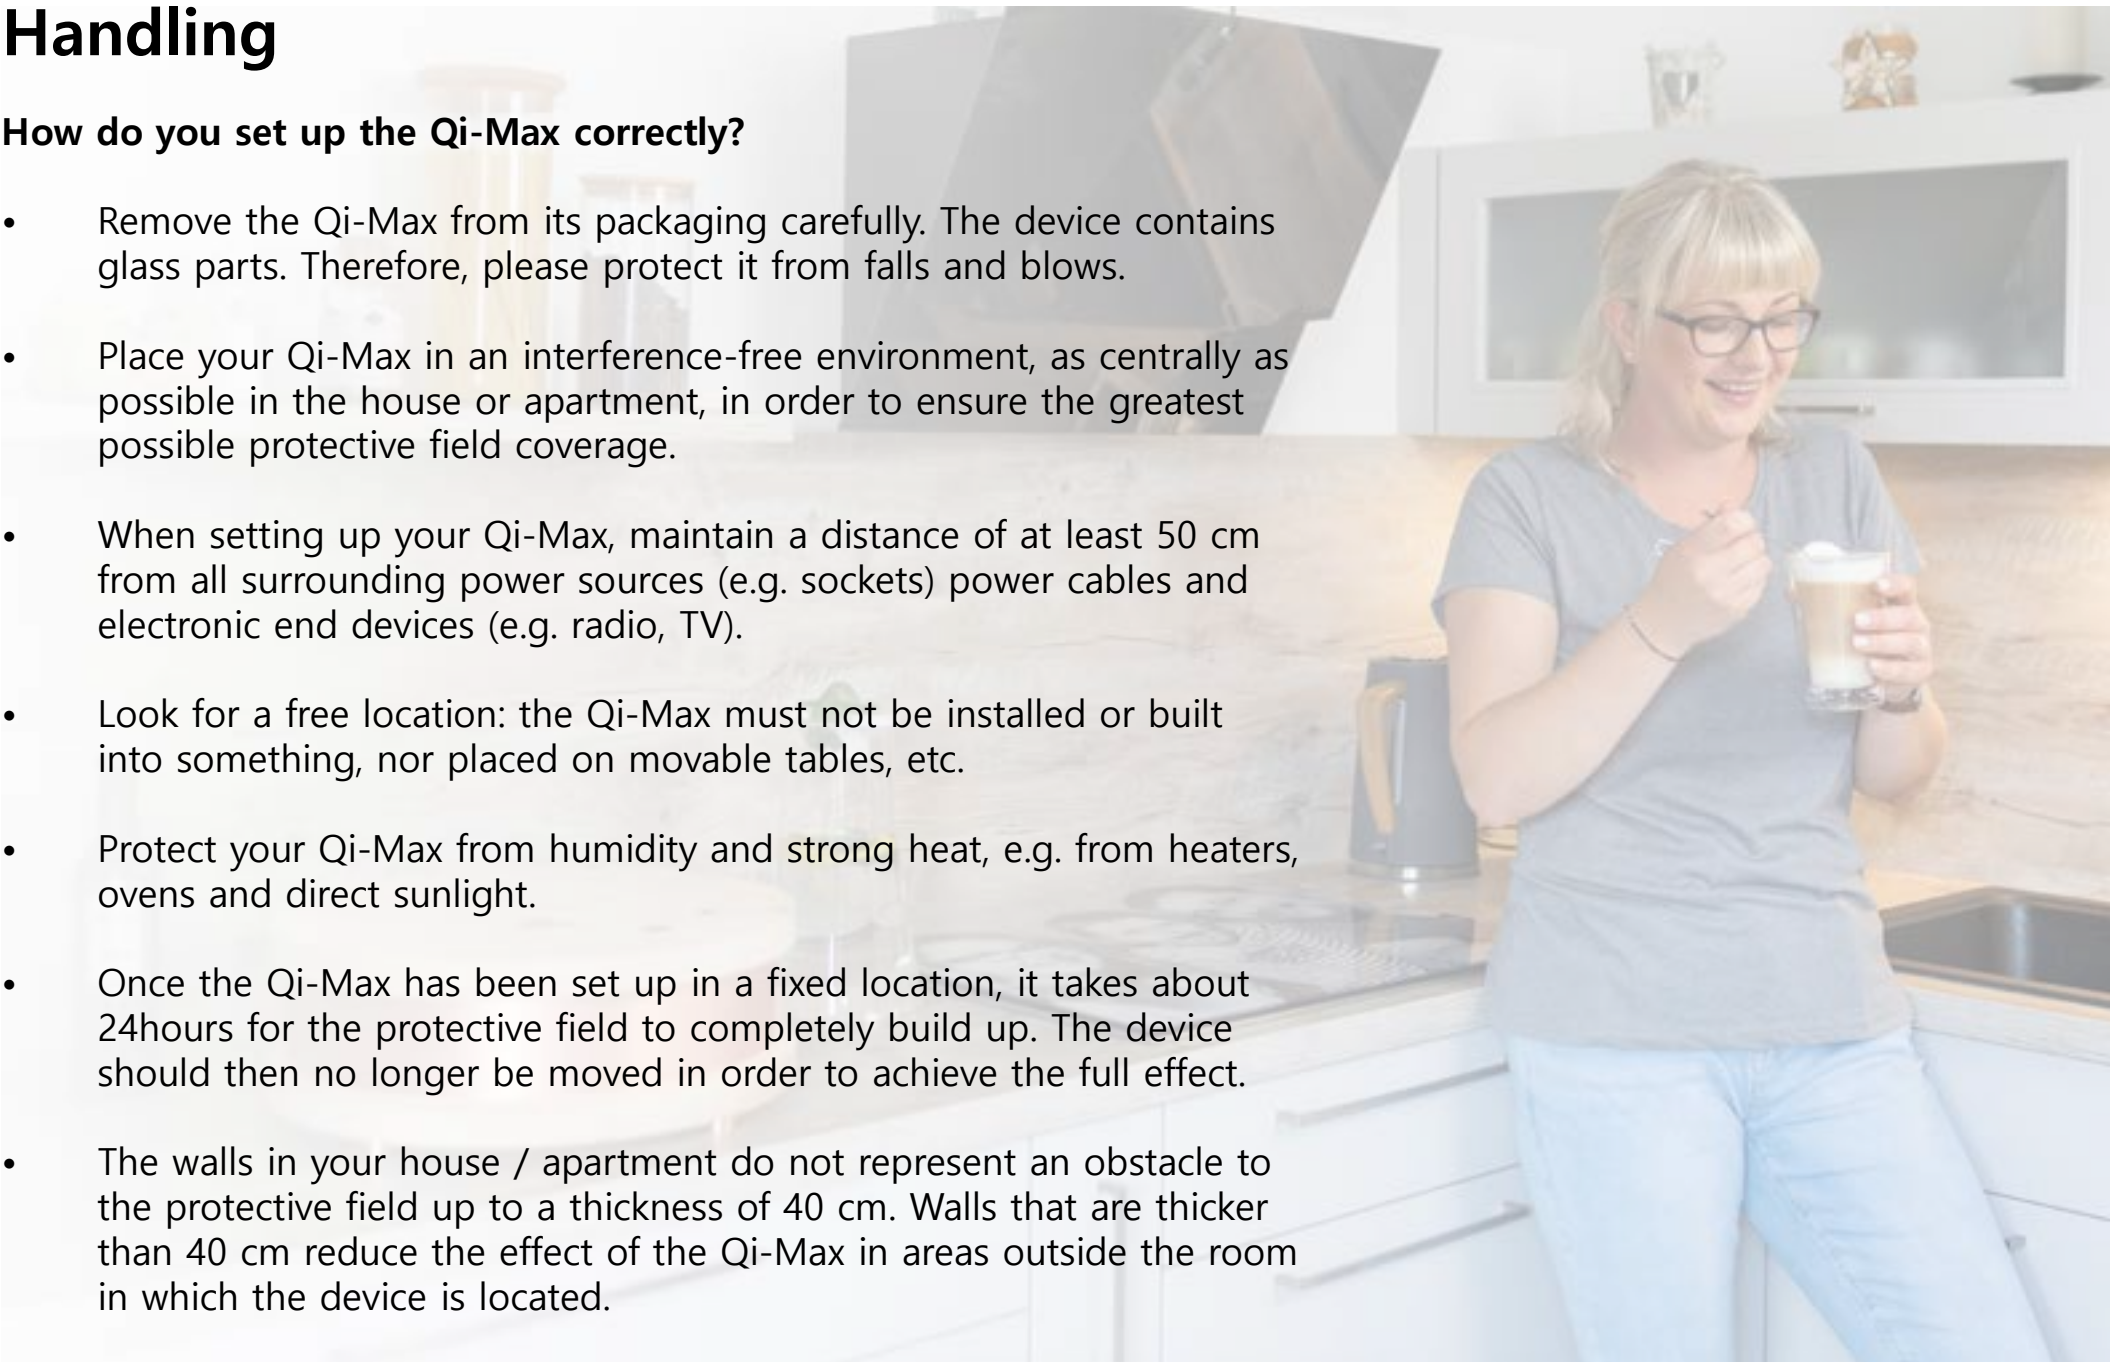 Handling
How do you set up the Qi-Max correctly?
• Remove the Qi-Max from its packaging carefully. The device contains
glass parts. Therefore, please protect it from falls and blows.
• Place your Qi-Max in an interference-free environment, as centrally as
possible in the house or apartment, in order to ensure the greatest
possible protective field coverage.
• When setting up your Qi-Max, maintain a distance of at least 50 cm
from all surrounding power sources (e.g. sockets) power cables and
electronic end devices (e.g. radio, TV).
• Look for a free location: the Qi-Max must not be installed or built
into something, nor placed on movable tables, etc.
• Protect your Qi-Max from humidity and strong heat, e.g. from heaters,
ovens and direct sunlight.
• Once the Qi-Max has been set up in a fixed location, it takes about
24hours for the protective field to completely build up. The device
should then no longer be moved in order to achieve the full effect.
• The walls in your house / apartment do not represent an obstacle to
the protective field up to a thickness of 40 cm. Walls that are thicker
than 40 cm reduce the effect of the Qi-Max in areas outside the room
in which the device is located.